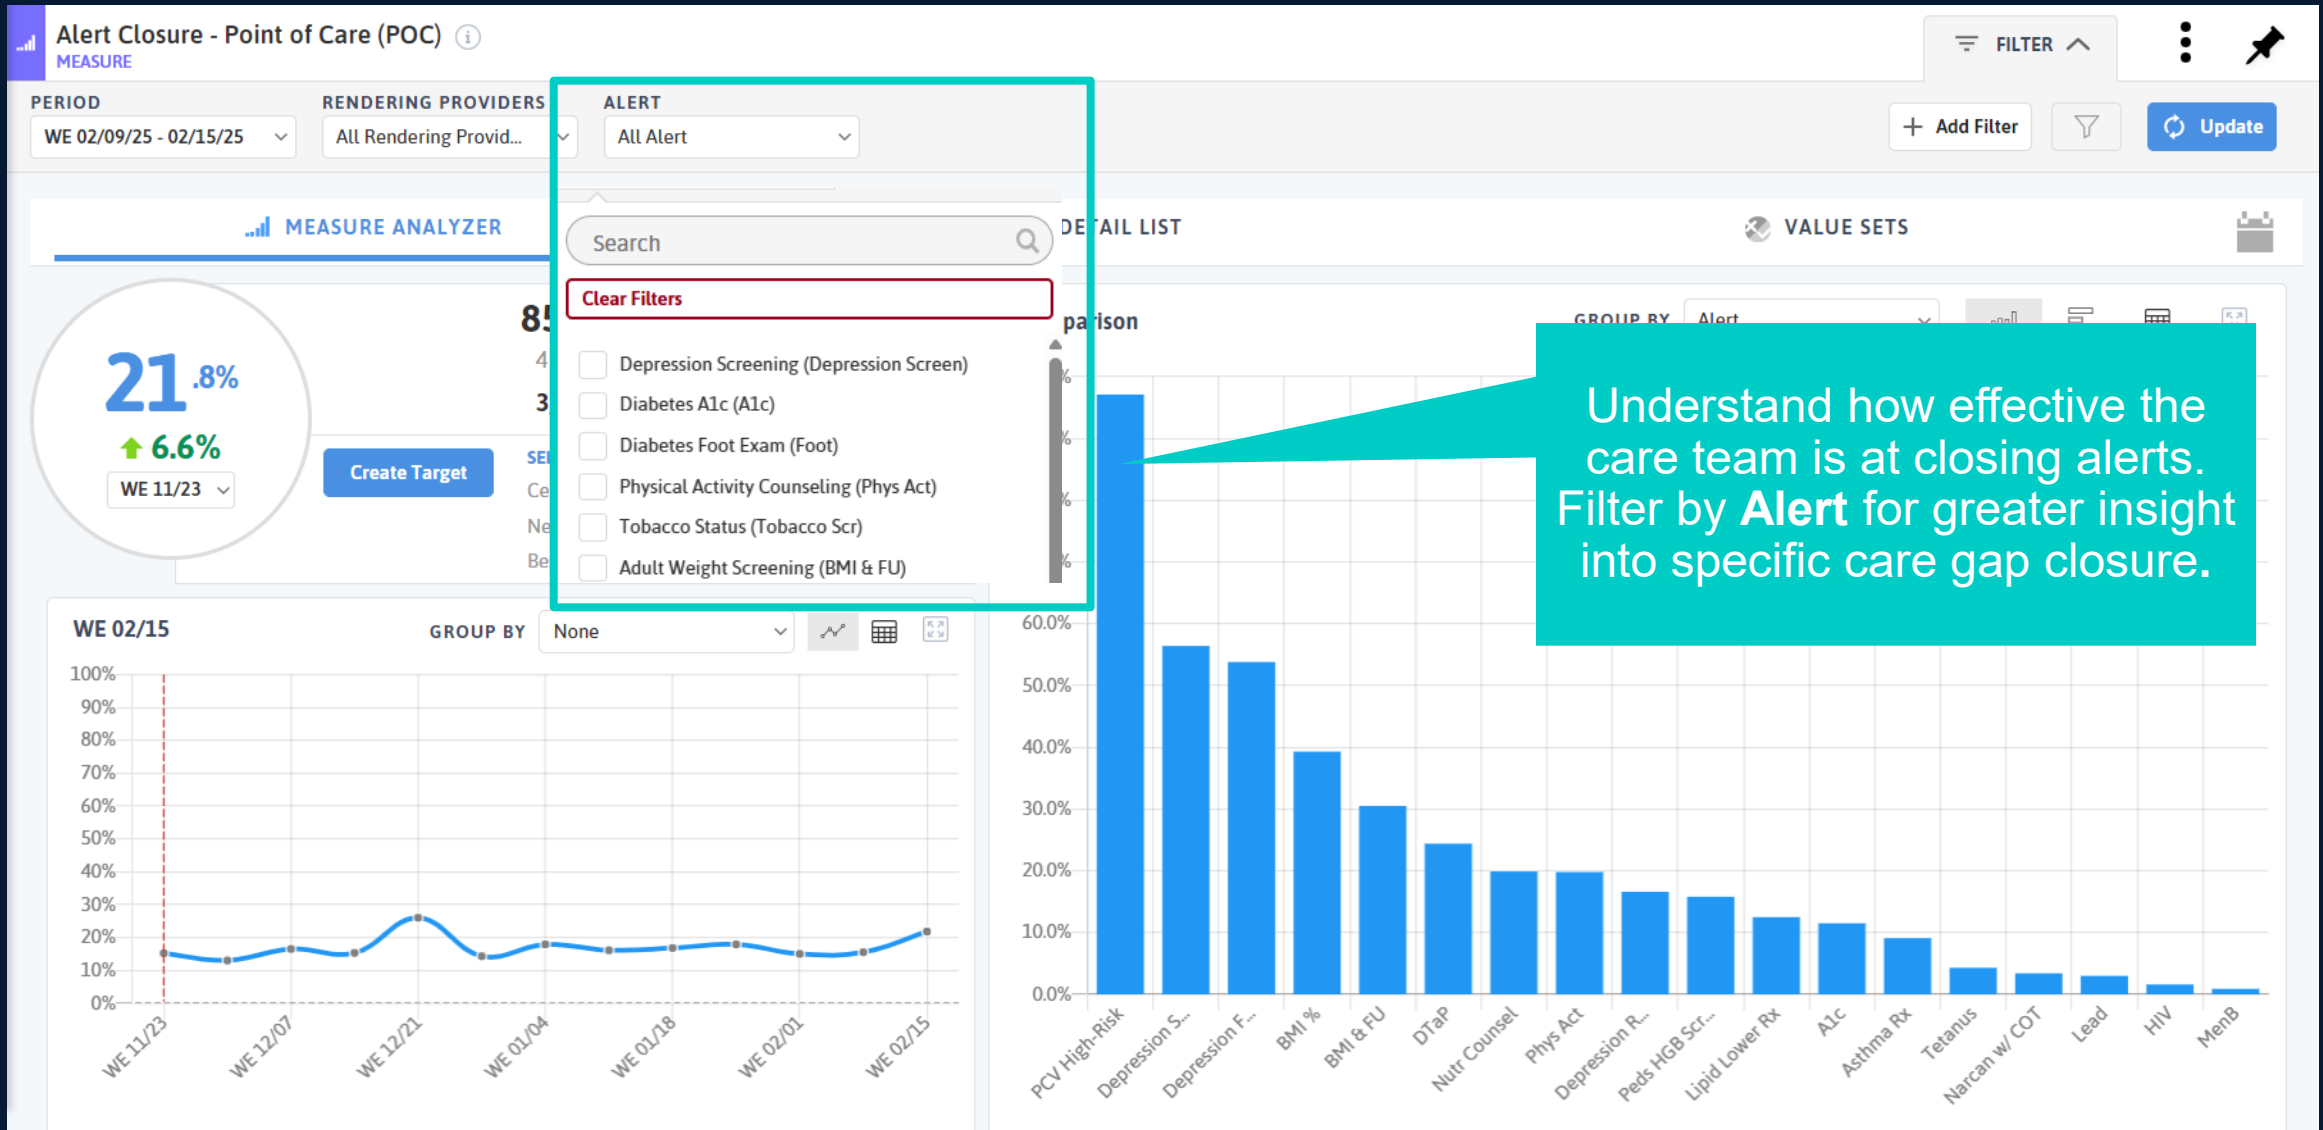 Alert Closure - Point of Care (POC)
MEASURE
FILTER
PERIOD
RENDERING PROVIDERS
ALERT
WE 02/09/25 - 02/15/25
All Rendering Provid...
All Alert
Add Filter
Update
MEASURE ANALYZER
DETAIL LIST
VALUE SETS
Search
Clear Filters
Depression Screening (Depression Screen)
Diabetes A1c (A1c)
Diabetes Foot Exam (Foot)
Physical Activity Counseling (Phys Act)
Tobacco Status (Tobacco Scr)
Adult Weight Screening (BMI & FU)
21.8%
6.6%
WE 11/23
Create Target
parison
GROUP BY
Alert
Understand how effective the
care team is at closing alerts.
Filter by Alert for greater insight
into specific care gap closure.
WE 02/15
GROUP BY
None
100%
90%
80%
70%
60%
50%
40%
30%
20%
10%
0%
WE 11/23
WE 12/07
WE 12/21
WE 01/04
WE 01/18
WE 02/01
WE 02/15
60.0%
50.0%
40.0%
30.0%
20.0%
10.0%
0.0%
PCV High-Risk
Depression S...
Depression F...
BMI %
BMI & FU
DTaP
Nutr Counsel
Phys Act
Depression R...
Peds HGB Scr...
Lipid Lower Rx
A1c
Asthma Rx
Tetanus
Narcan w/ COT
Lead
HIV
MenB